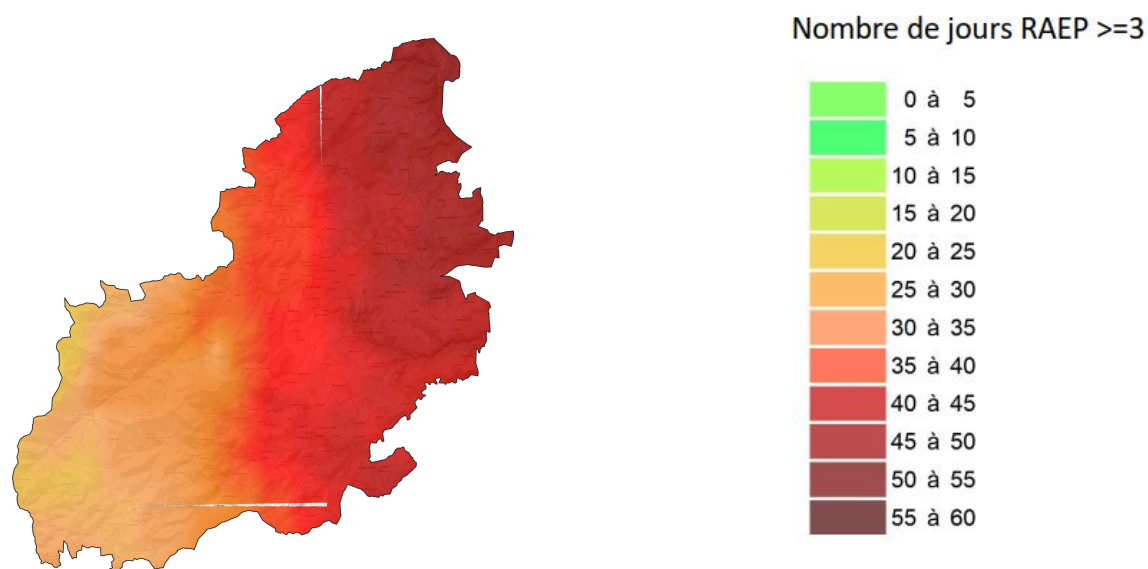 Nombre de jours RAEP >=3
0 à 5
5 à 10
10 à 15
15 à 20
20 à 25
25 à 30
30 à 35
35 à 40
40 à 45
45 à 50
50 à 55
55 à 60